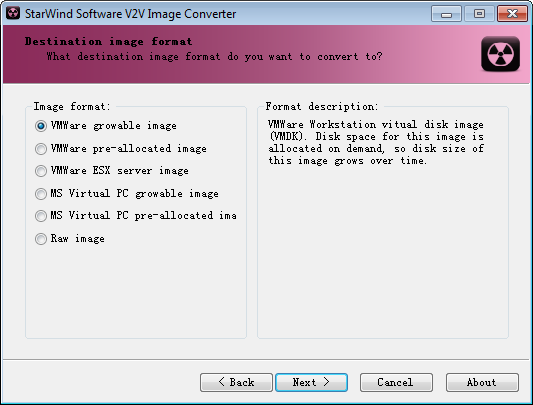 StarWind Software V2V Image Converter
Destination image format
What destination image format do you want to convert to?
Image format:
VMWare growable image
VMWare pre-allocated image
VMWare ESX server image
MS Virtual PC growable image
MS Virtual PC pre-allocated ima
Raw image
Format description:
VMWare Workstation vitual disk image
(VMDK). Disk space for this image is
allocated on demand, so disk size of
this image grows over time.
< Back
Next >
Cancel
About